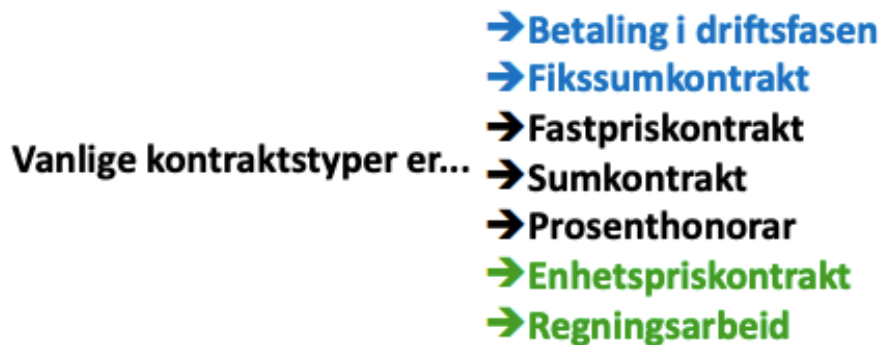 Vanlige kontraktstyper er...
➔Betaling i driftsfasen
➔Fikssumkontrakt
➔Fastpriskontrakt
➔Sumkontrakt
➔Prosenthonorar
➔Enhetspriskontrakt
➔Regningsarbeid